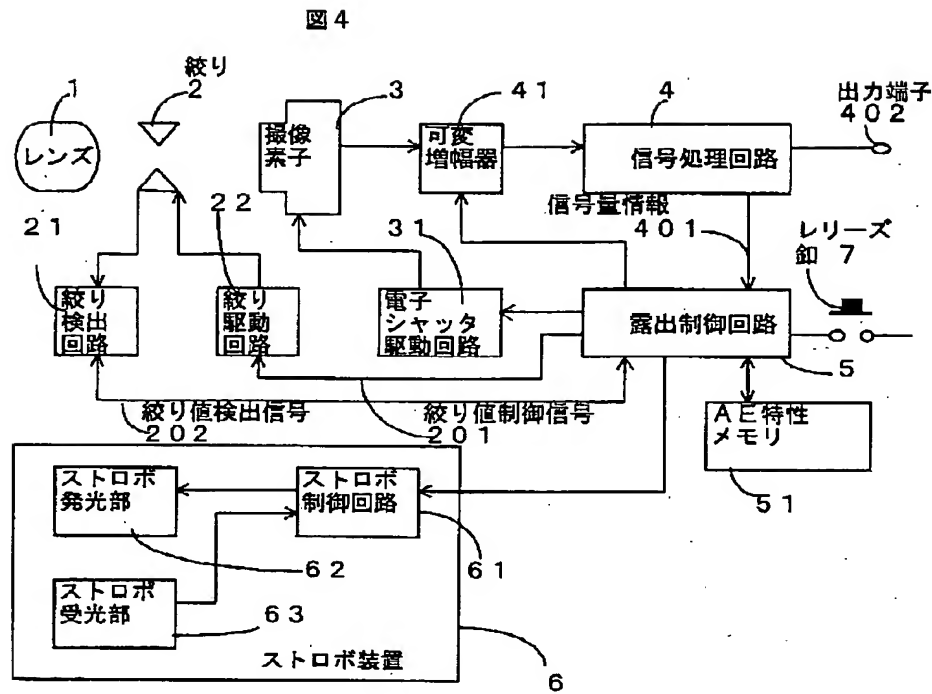 図4
絞り
2
1
レンズ
3
撮像
素子
41
可変
増幅器
4
信号処理回路
出力端子
402
信号量情報
401
レリーズ
釦 7
21
絞り
検出
回路
22
絞り
駆動
回路
31
電子
シャッタ
駆動回路
露出制御回路
5
絞り値検出信号
202
絞り値制御信号
201
AE特性
メモリ
51
ストロボ
発光部
62
ストロボ
制御回路
61
ストロボ
受光部
63
ストロボ装置
6